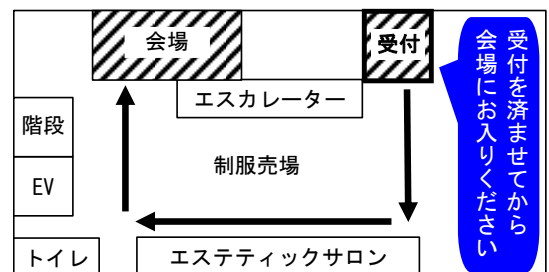 会場
受付
受付を済ませてから
会場にお入りください
エスカレーター
階段
制服売場
EV
トイレ
エステティックサロン